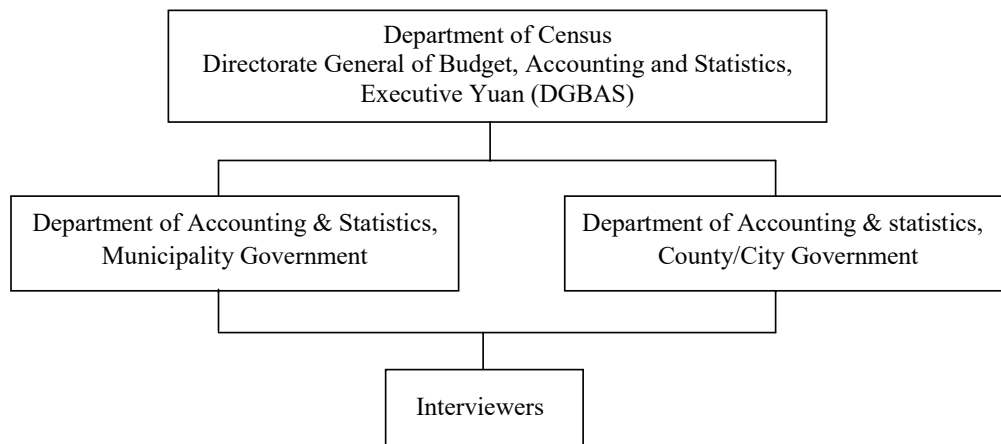 Department of Census
Directorate General of Budget, Accounting and Statistics,
Executive Yuan (DGBAS)
Department of Accounting & Statistics,
Municipality Government
Department of Accounting & statistics,
County/City Government
Interviewers